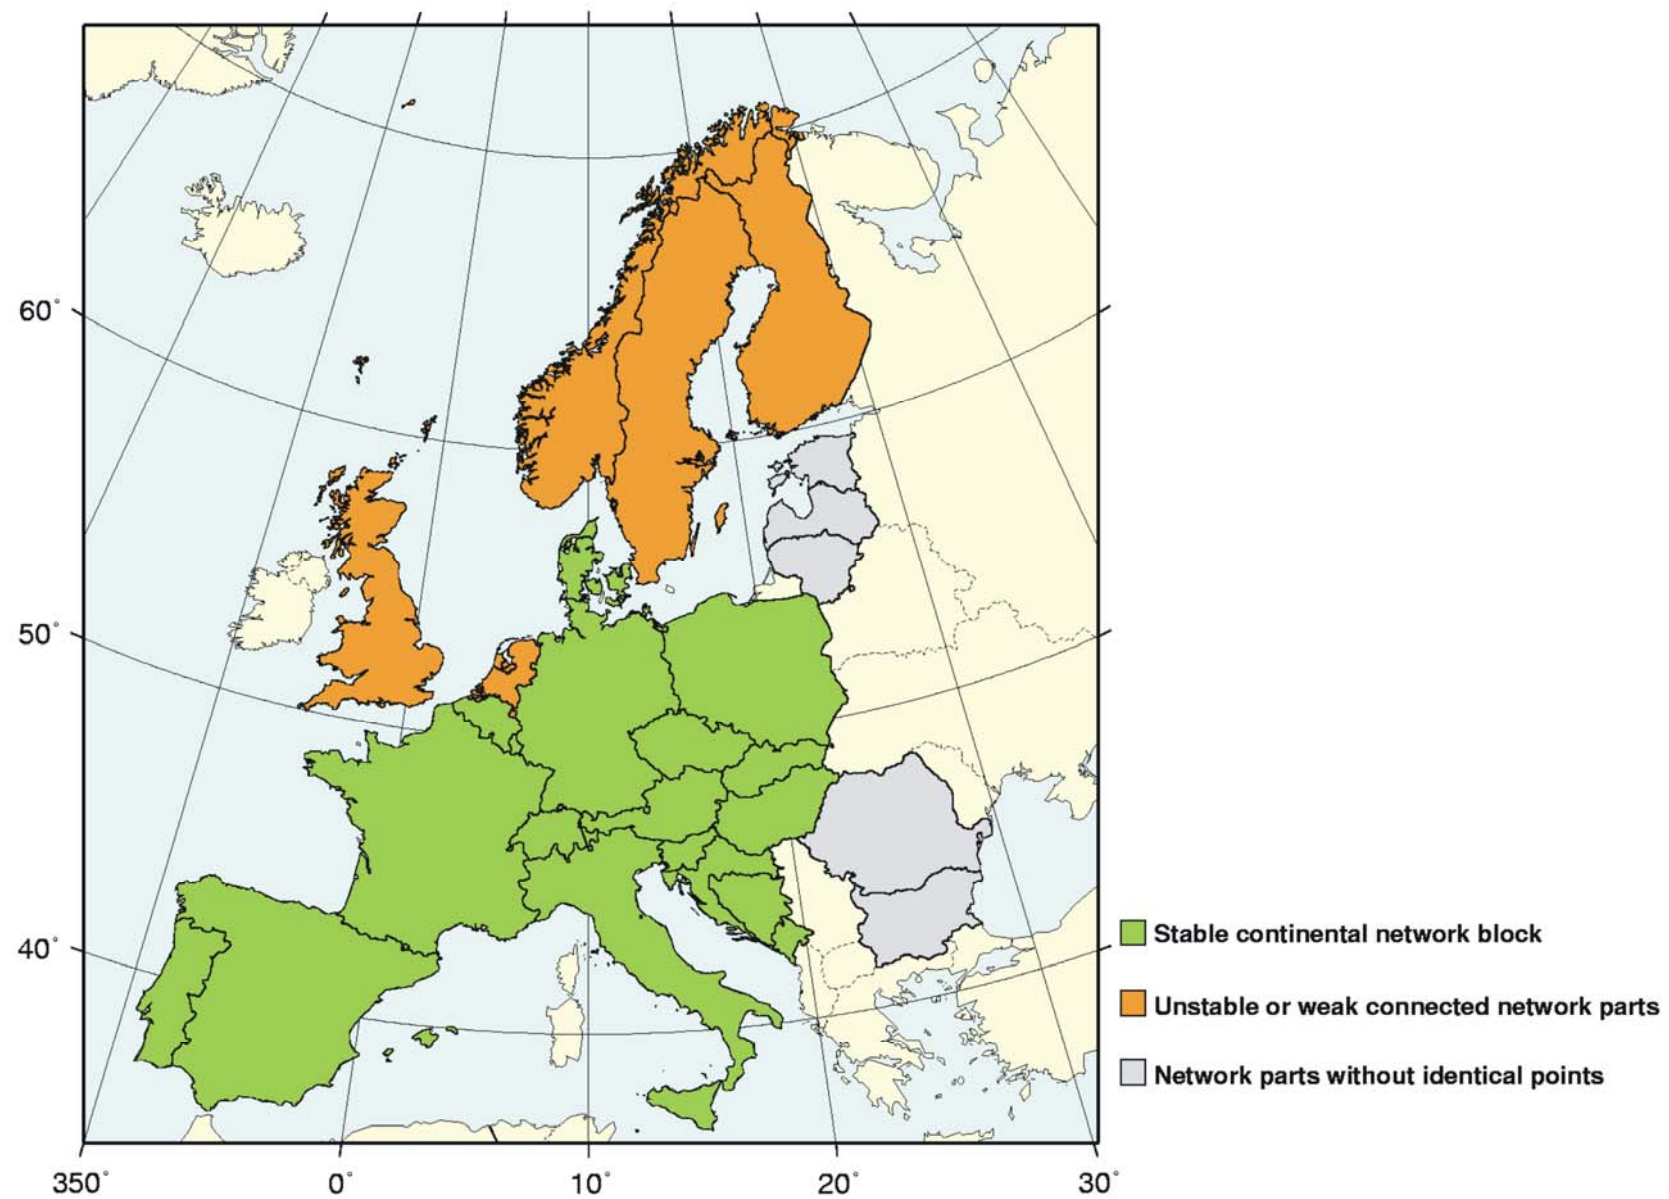 60°
50°
40°
350°
0°
10°
20°
30°
Stable continental network block
Unstable or weak connected network parts
Network parts without identical points